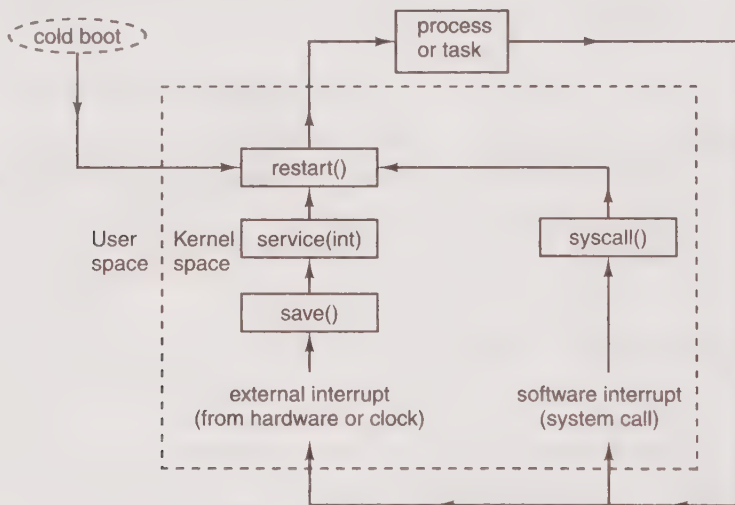 cold boot
process
or task
restart()
User
space
Kernel
space
service(int)
syscall()
save()
external interrupt
(from hardware or clock)
software interrupt
(system call)